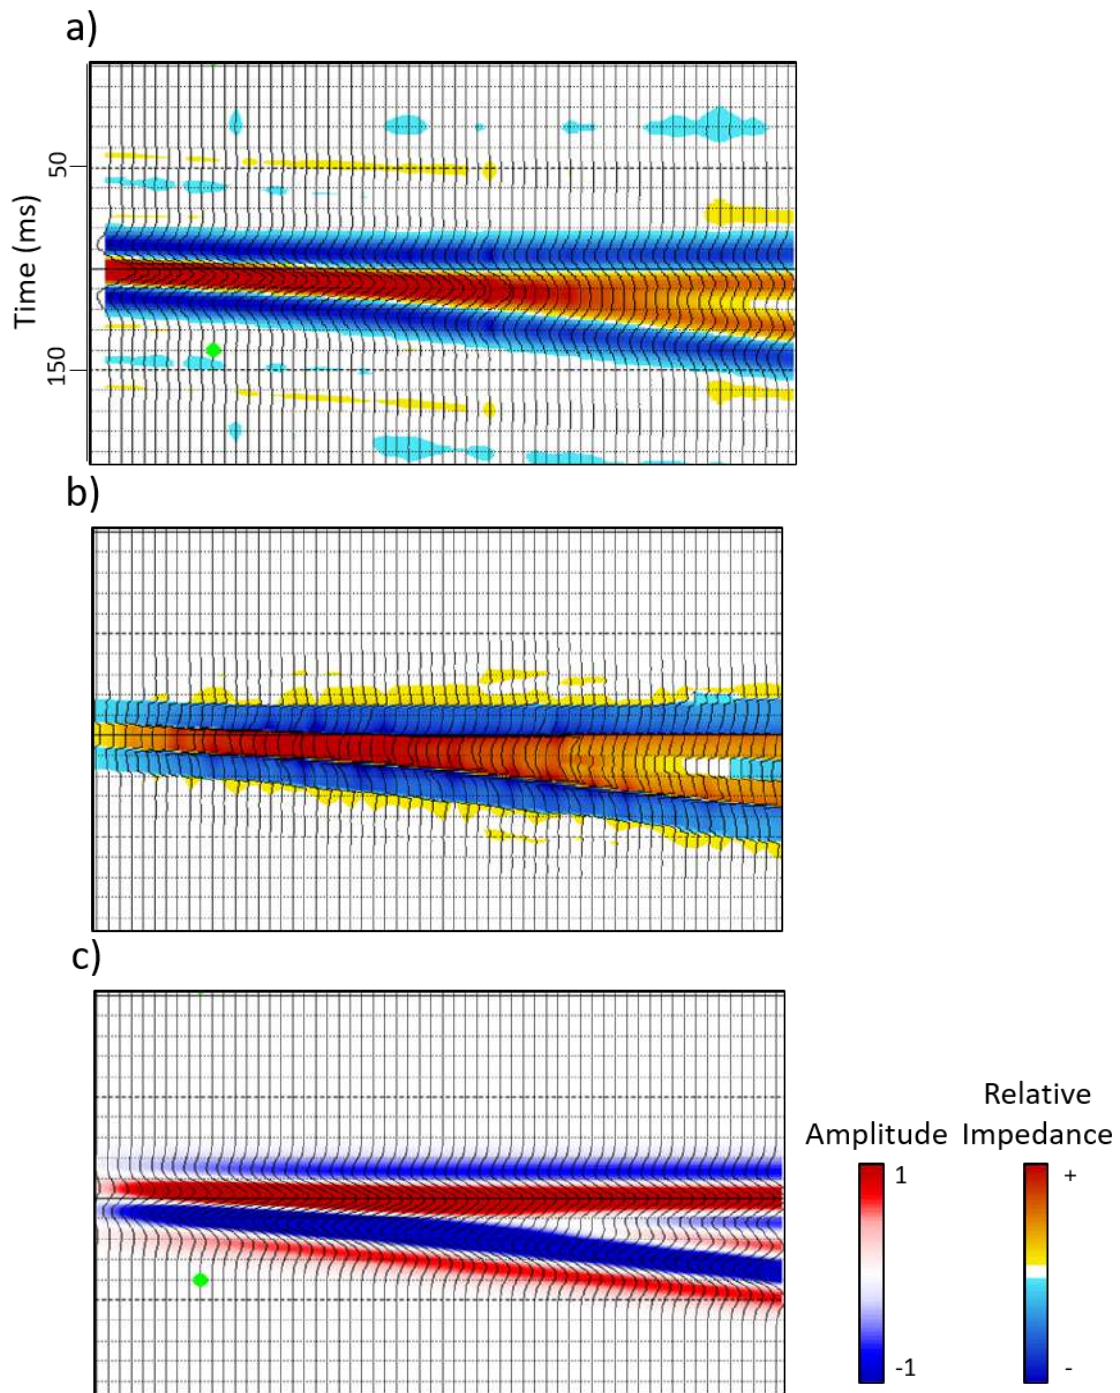 a)
50
Time (ms)
150
b)
c)
Relative
Amplitude Impedance
1
+
-1
-